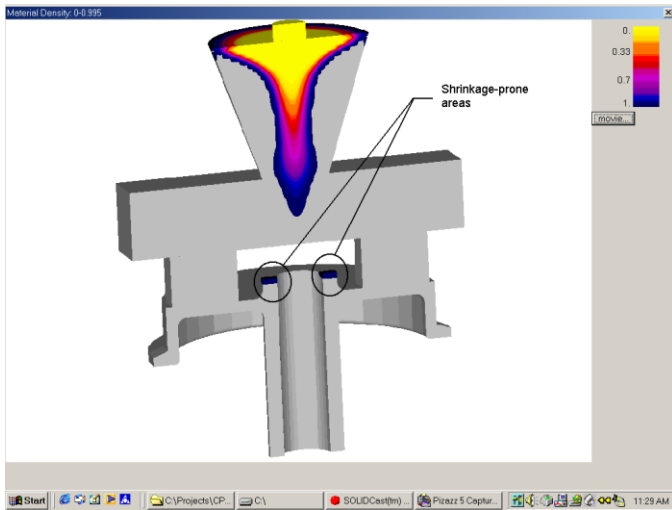 Material Density: 0-0.995
0.
0.33
0.7
1.
movie...
Shrinkage-prone
areas
Start
C:\Projects\CP...
C:\
SOLIDCast(tm) ...
Pizazz 5 Captur...
11:29 AM